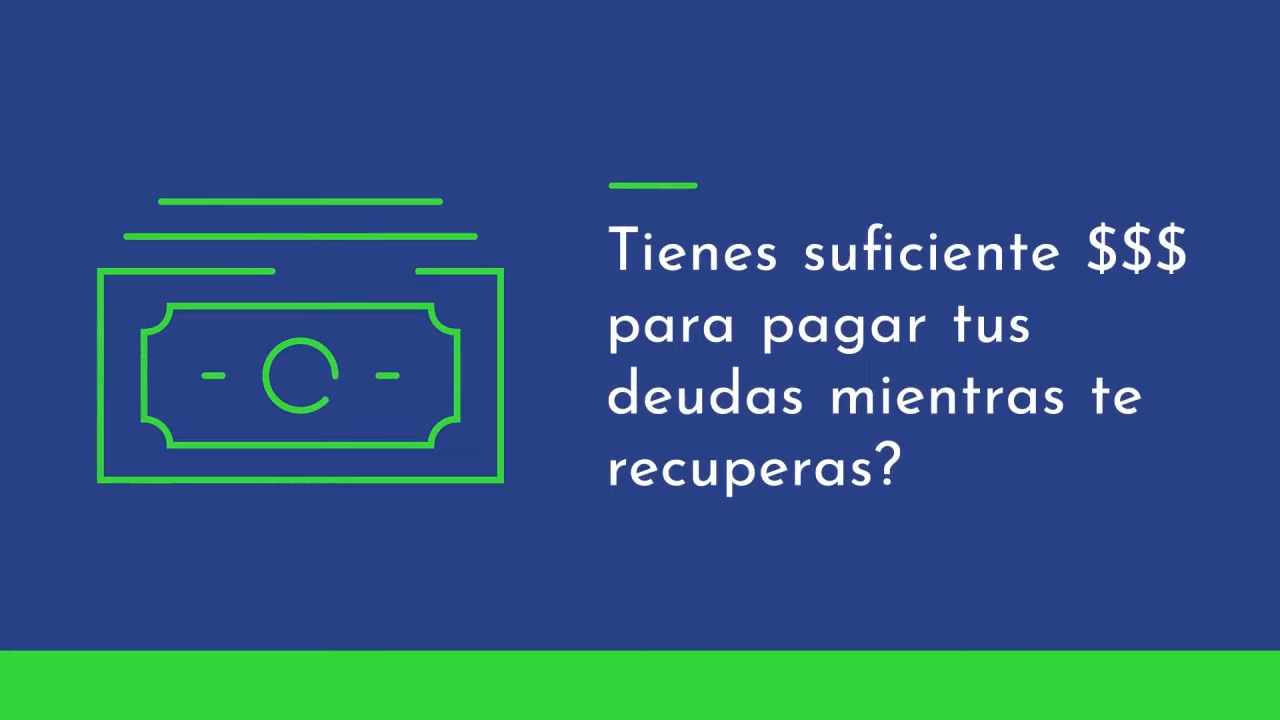 Tienes suficiente $$$
para pagar tus
deudas mientras te
recuperas?